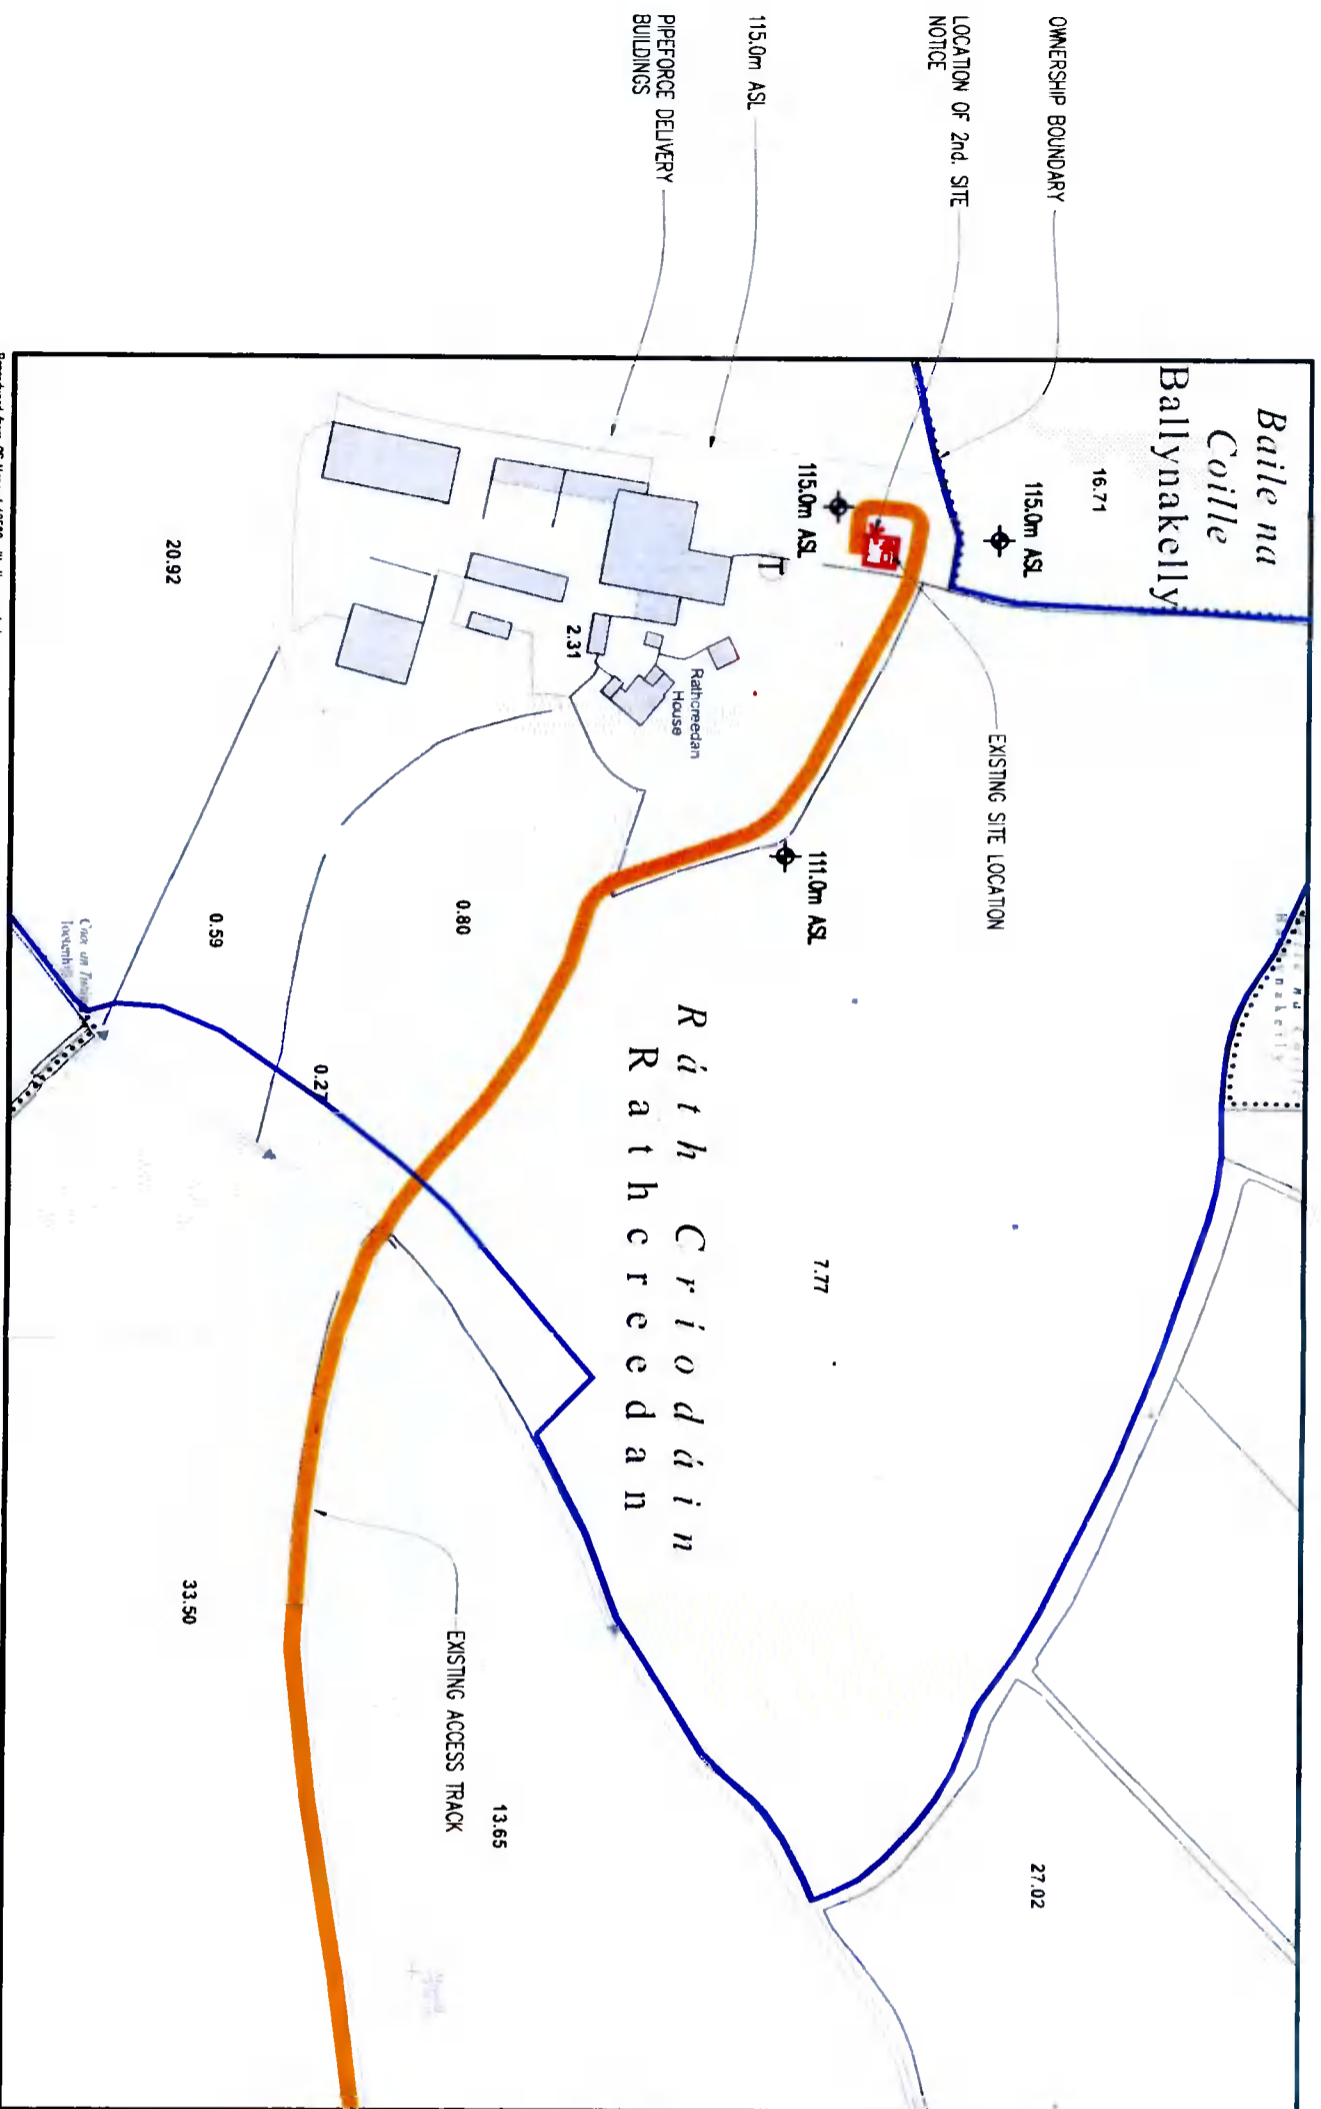 OWNERSHIP BOUNDARY
LOCATION OF 2nd. SITE
NOTICE
115.0m ASL
PIPEFORCE DELIVERY
BUILDINGS
Baile na
Coille
Ballynakelly
16.71
115.0m ASL
115.0m ASL
EXISTING SITE LOCATION
T
Rathcreedan
House
2.31
20.92
111.0m ASL
0.80
0.59
0.27
Ráth Críodáin
Rathcreedan
7.77
EXISTING ACCESS TRACK
33.50
13.65
27.02